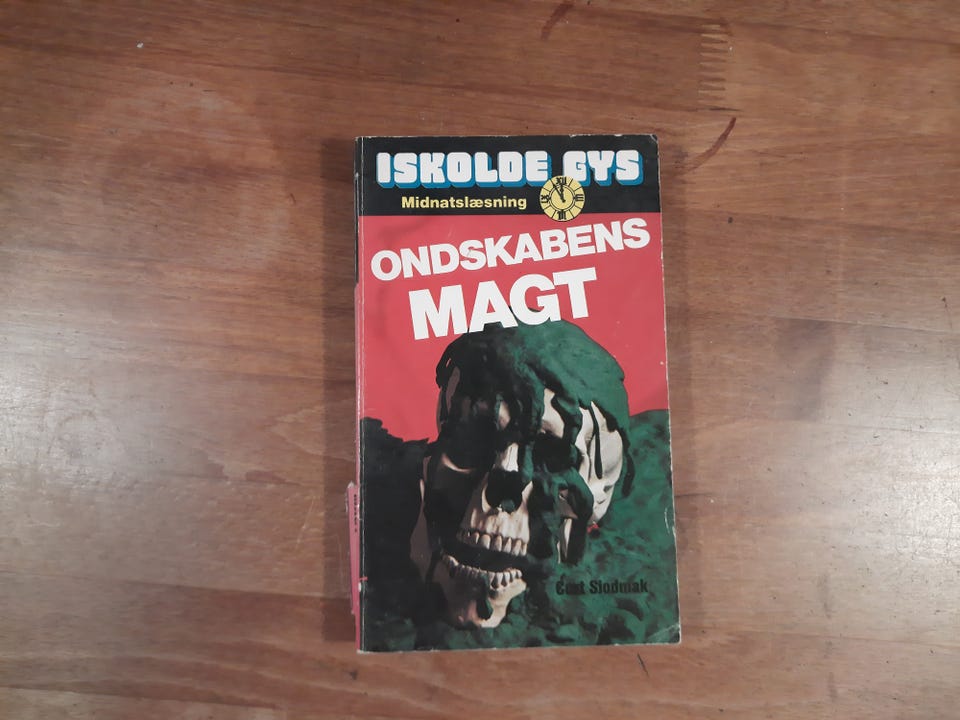 ISKOLDE GYS
Midnatslæsning
ONDSKABENS
MAGT
Curt Siodmak